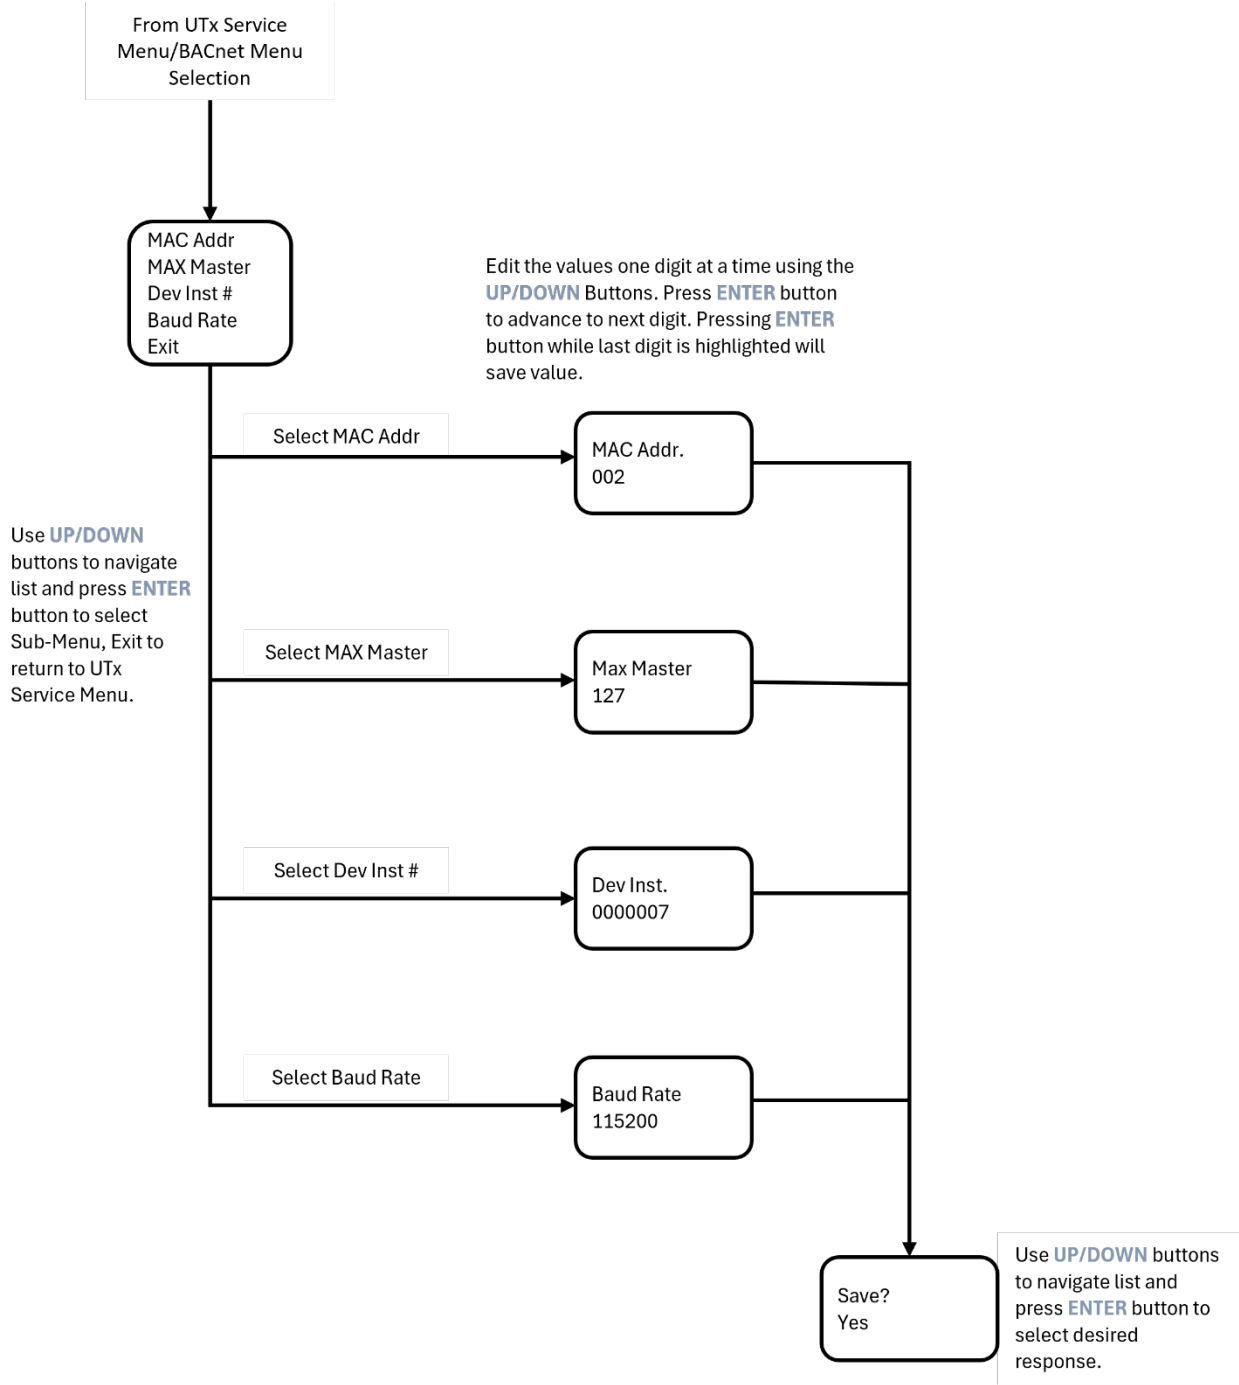 From UTx Service
Menu/BACnet Menu
Selection
MAC Addr
MAX Master
Dev Inst #
Baud Rate
Exit
Edit the values one digit at a time using the
UP/DOWN Buttons. Press ENTER button
to advance to next digit. Pressing ENTER
button while last digit is highlighted will
save value.
Select MAC Addr
MAC Addr.
002
Use UP/DOWN
buttons to navigate
list and press ENTER
button to select
Sub-Menu, Exit to
return to UTx
Service Menu.
Select MAX Master
Max Master
127
Select Dev Inst #
Dev Inst.
0000007
Select Baud Rate
Baud Rate
115200
Save?
Yes
Use UP/DOWN buttons
to navigate list and
press ENTER button to
select desired
response.